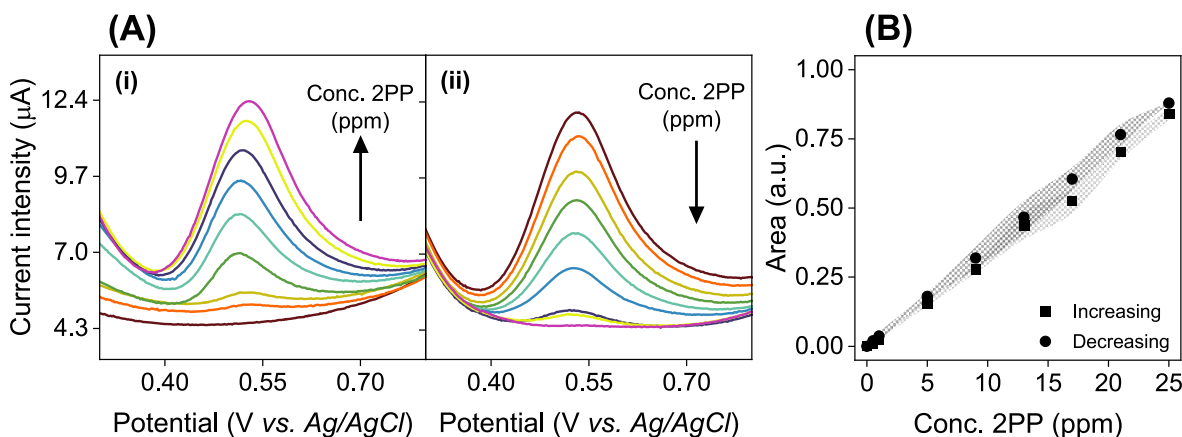 (A)
(i)
Conc. 2PP
(ppm)
(ii)
Conc. 2PP
(ppm)
Current intensity (µA)
12.4
9.7
7.0
4.3
0.40
0.55
0.70
0.40
0.55
0.70
Potential (V vs. Ag/AgCl)
Potential (V vs. Ag/AgCl)
(B)
Area (a.u.)
1.00
0.75
0.50
0.25
0.00
Increasing
Decreasing
0
5
10
15
20
25
Conc. 2PP (ppm)